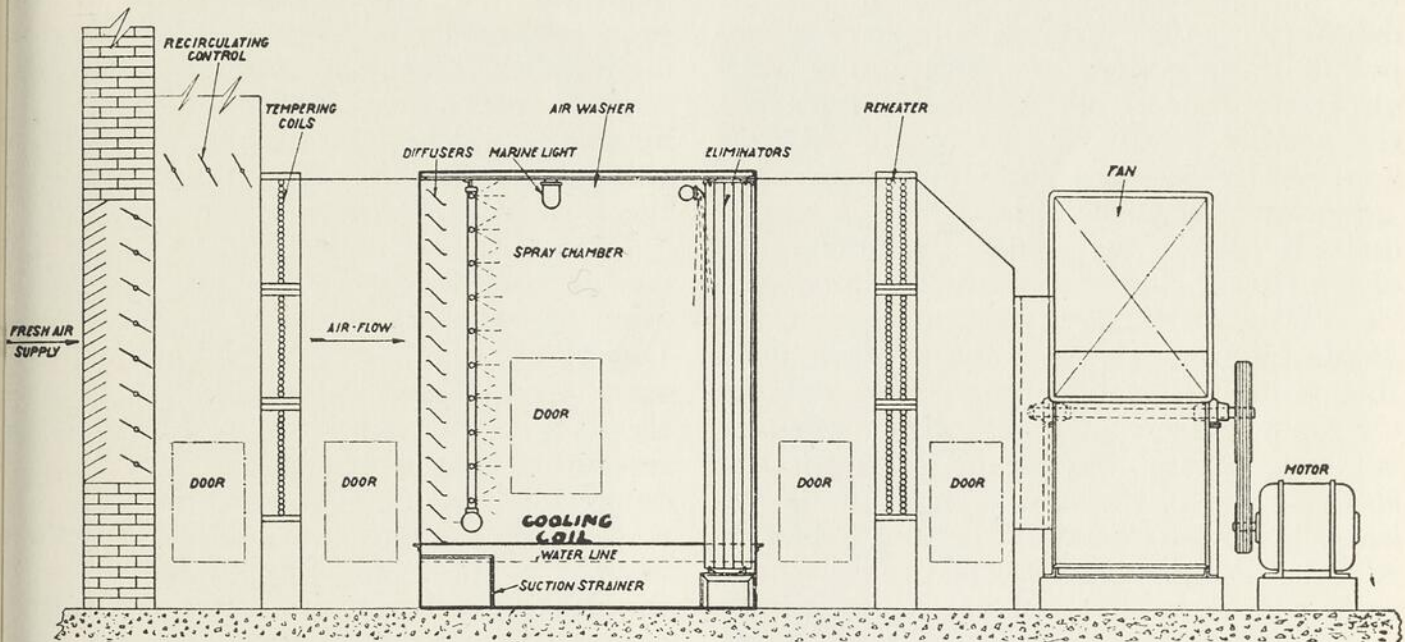 RECIRCULATING
CONTROL
TEMPERING
COILS
AIR WASHER
REHEATER
DIFFUSERS
MARINE LIGHT
ELIMINATORS
FAN
SPRAY CHAMBER
FRESH AIR
SUPPLY
AIR-FLOW
DOOR
DOOR
DOOR
DOOR
DOOR
MOTOR
COOLING
COIL
WATER LINE
SUCTION STRAINER